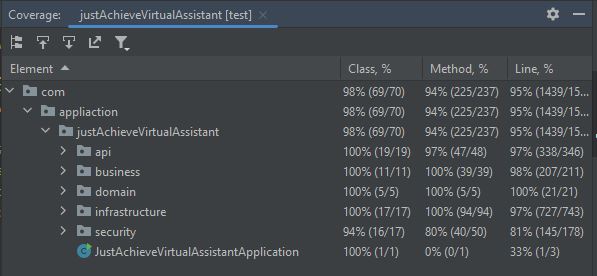 Coverage: justAchieveVirtualAssistant [test]
Element Class, % Method, % Line, %
com 98% (69/70) 94% (225/237) 95% (1439/15...
appliaction 98% (69/70) 94% (225/237) 95% (1439/15...
justAchieveVirtualAssistant 98% (69/70) 94% (225/237) 95% (1439/15...
api 100% (19/19) 97% (47/48) 97% (338/346)
business 100% (11/11) 100% (39/39) 98% (207/211)
domain 100% (5/5) 100% (5/5) 100% (21/21)
infrastructure 100% (17/17) 100% (94/94) 97% (727/743)
security 94% (16/17) 80% (40/50) 81% (145/178)
JustAchieveVirtualAssistantApplication 100% (1/1) 0% (0/1) 33% (1/3)